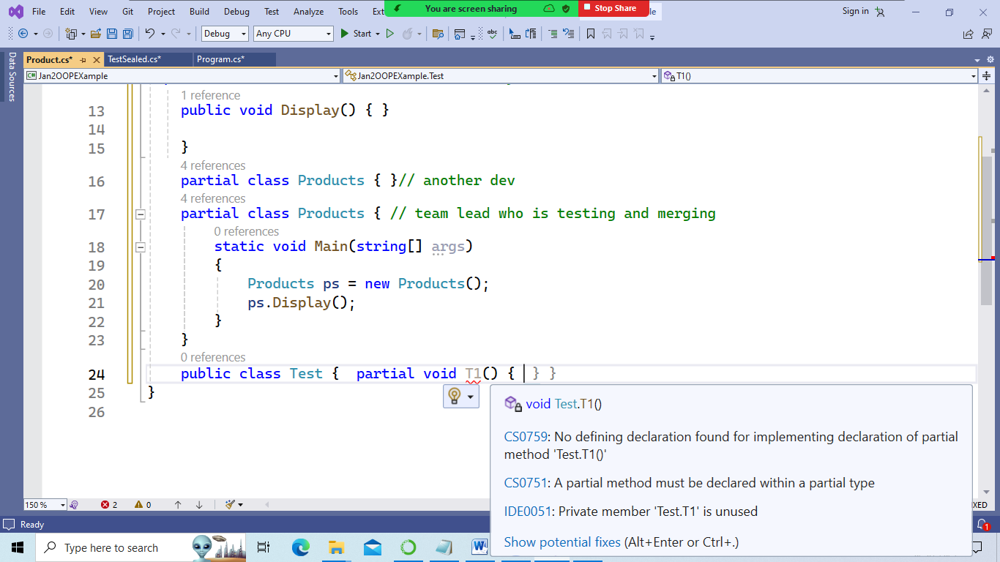 File Edit View Git Project Build Debug Test Analyze Tools Ext
You are screen sharing
Stop Share
le
Sign in
Debug
Any CPU
Start
Data Sources
Product.cs*
TestSealed.cs*
Program.cs*
Jan2OOPEXample
Jan2OOPEXample.Test
T1()
1 reference
13 public void Display() { }
14
15 }
4 references
16 partial class Products { }// another dev
4 references
17 partial class Products { // team lead who is testing and merging
0 references
18 static void Main(string[] args)
19 {
20 Products ps = new Products();
21 ps.Display();
22 }
23 }
0 references
24 public class Test { partial void T1() { } }
25 }
26
void Test.T1()
CS0759: No defining declaration found for implementing declaration of partial
method 'Test.T1()'
CS0751: A partial method must be declared within a partial type
IDE0051: Private member 'Test.T1' is unused
Show potential fixes (Alt+Enter or Ctrl+.)
150 %
2
0
XED
Ready
1
Type here to search